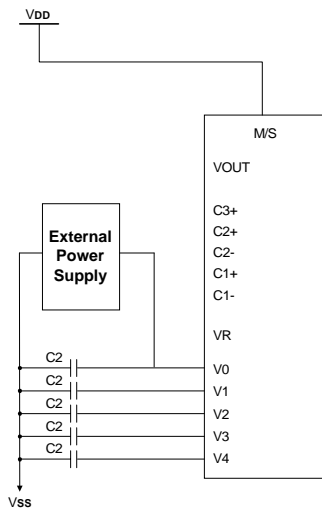 VDD
M/S
VOUT
C3+
C2+
C2-
C1+
C1-
External
Power
Supply
VR
C2
V0
C2
V1
C2
V2
C2
V3
C2
V4
Vss